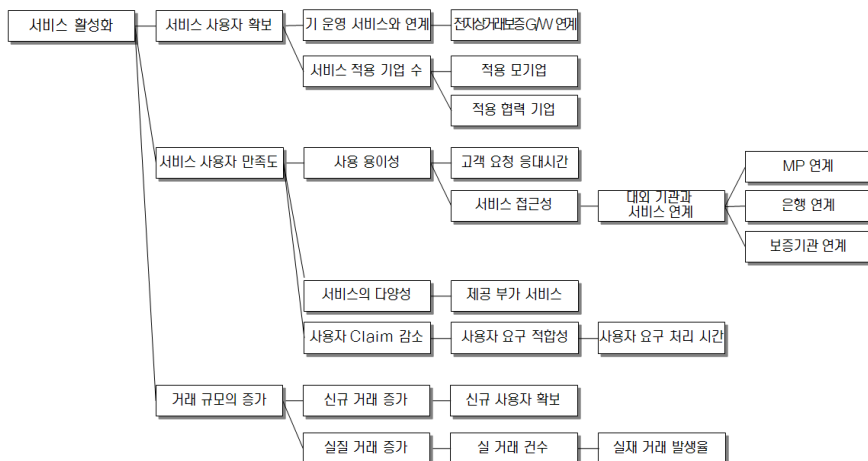 서비스 활성화
서비스 사용자 확보
기 운영 서비스와 연계
전자상거래보증G/W 연계
서비스 적용 기업 수
적용 모기업
적용 협력 기업
서비스 사용자 만족도
사용 용이성
고객 요청 응대시간
서비스 접근성
대외 기관과
서비스 연계
MP 연계
은행 연계
보증기관 연계
서비스의 다양성
제공 부가 서비스
사용자 Claim 감소
사용자 요구 적합성
사용자 요구 처리 시간
거래 규모의 증가
신규 거래 증가
신규 사용자 확보
실질 거래 증가
실 거래 건수
실재 거래 발생율